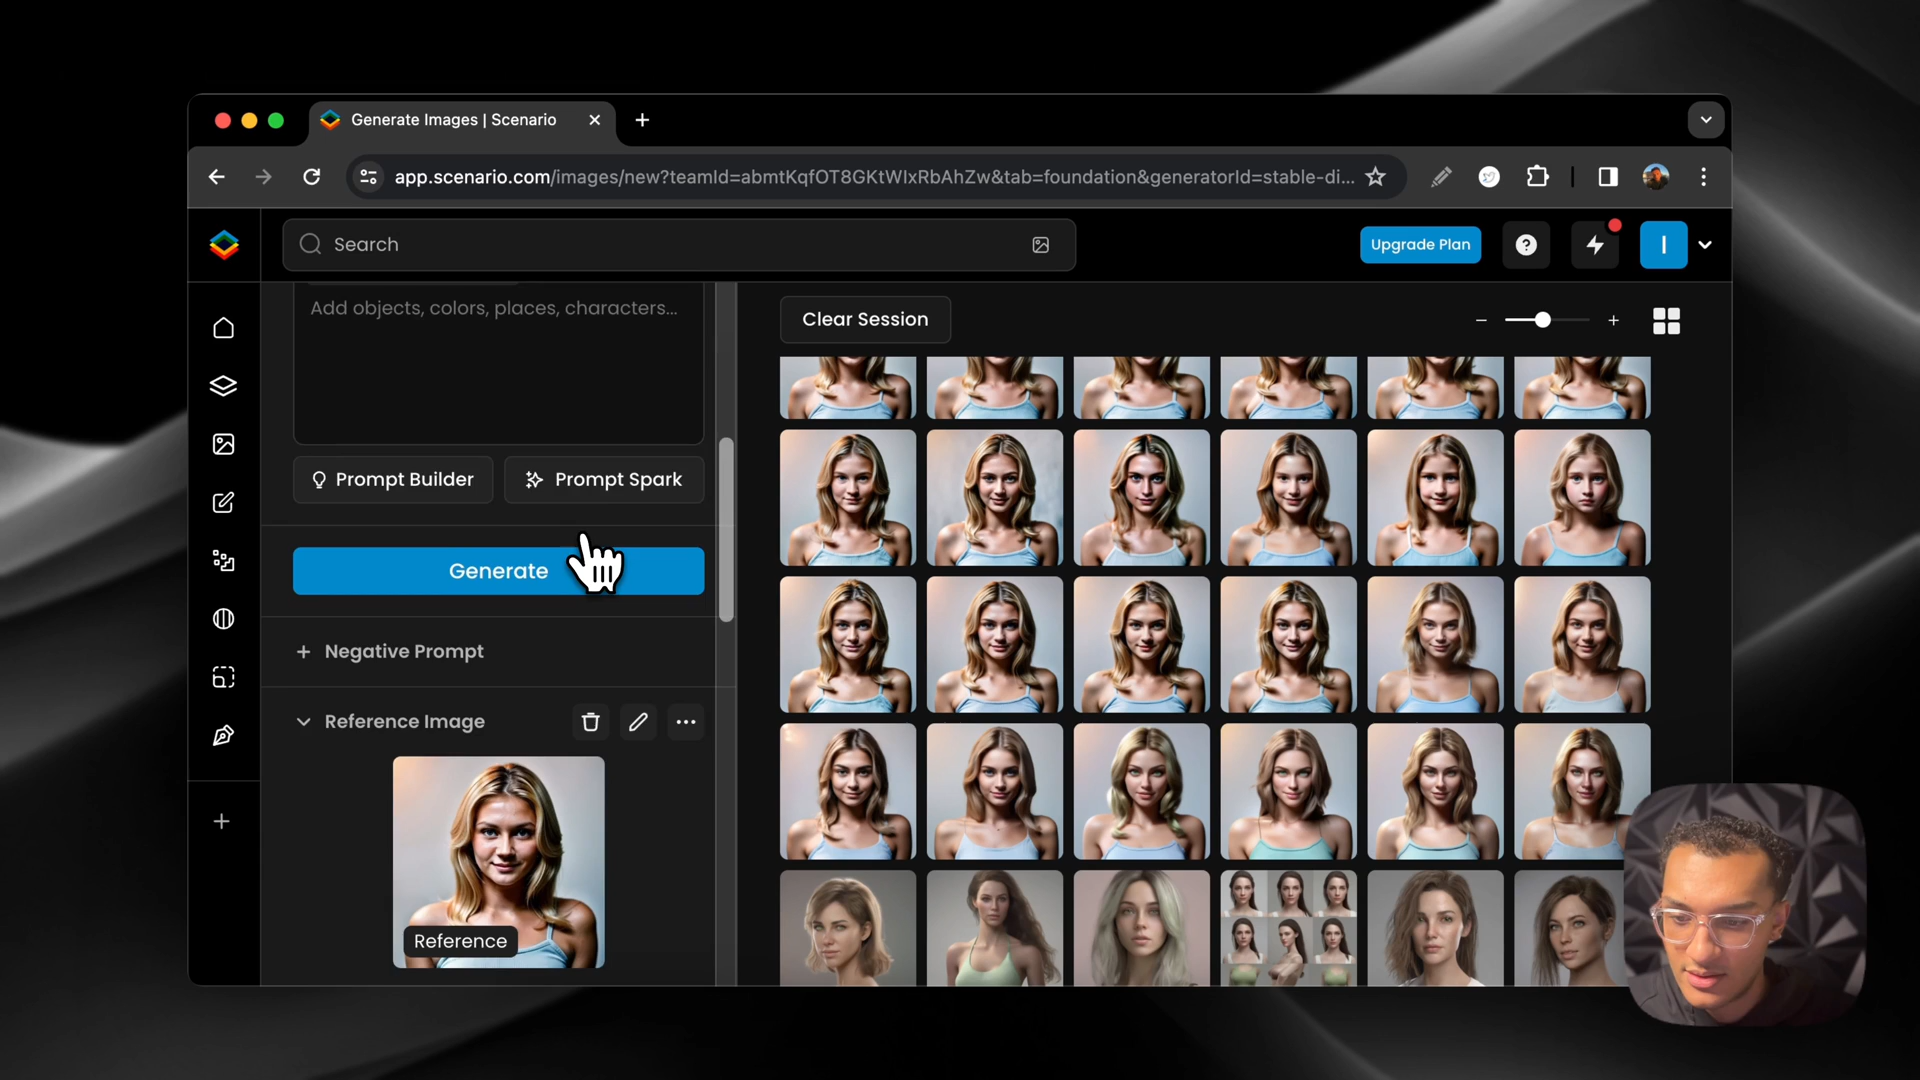 Generate Images | Scenario
app.scenario.com/images/new?teamId=abmtKqfOT8GKtWIxRbAhZw&tab=foundation&generatorId=stable-di...
Search
Upgrade Plan
I
Add objects, colors, places, characters...
Clear Session
Prompt Builder
Prompt Spark
Generate
Negative Prompt
Reference Image
Reference